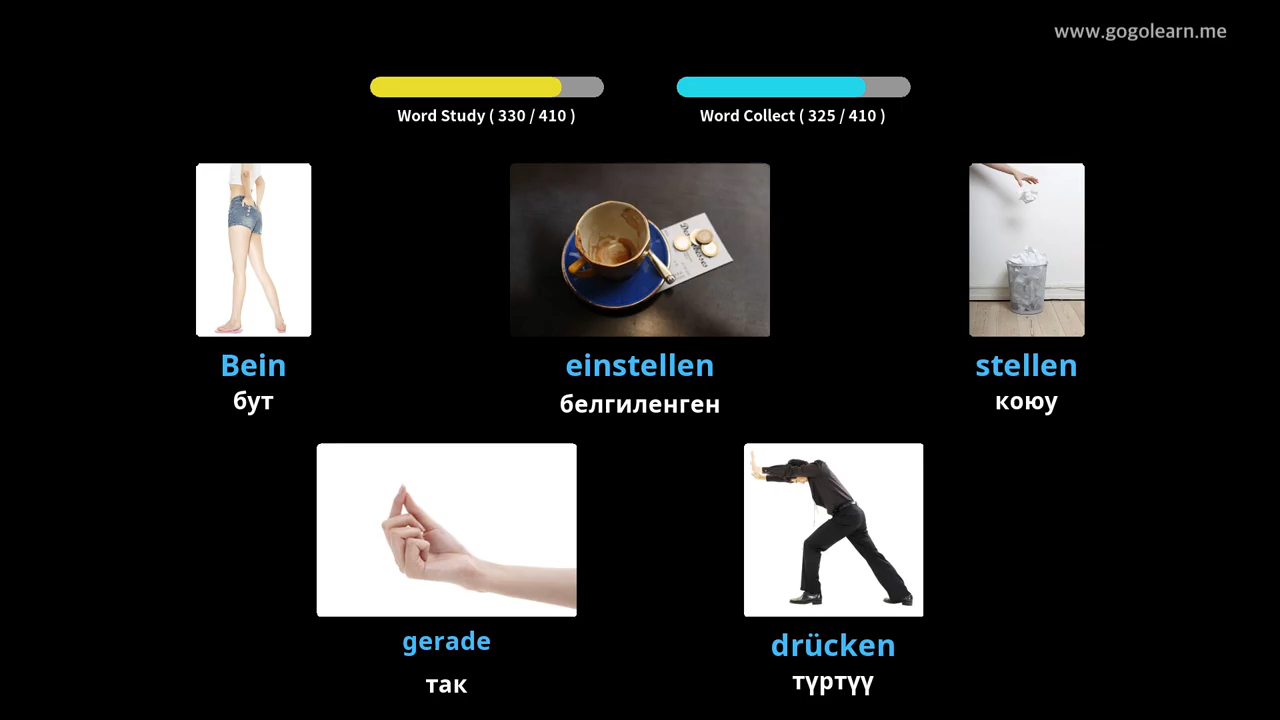 www.gogolearn.me
Word Study ( 330 / 410 )
Word Collect ( 325 / 410 )
Bein
бут
einstellen
белгиленген
stellen
коюу
gerade
так
drücken
түртүү